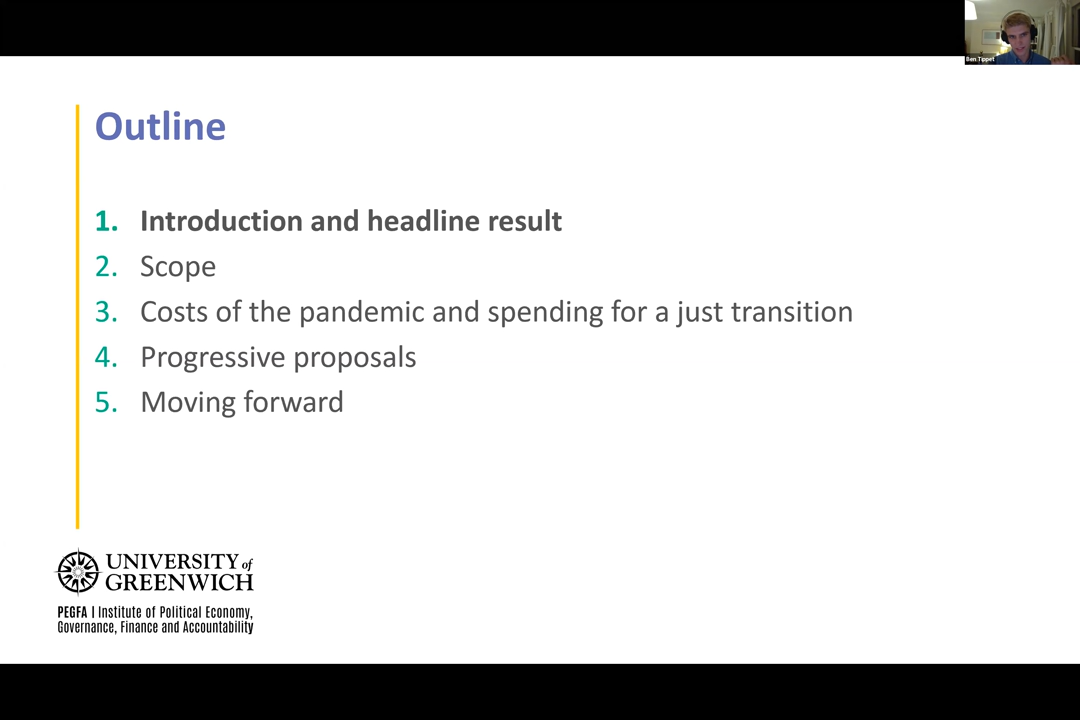 Ben Tippet
Outline
1. Introduction and headline result
2. Scope
3. Costs of the pandemic and spending for a just transition
4. Progressive proposals
5. Moving forward
UNIVERSITY of
GREENWICH
PEGFA | Institute of Political Economy,
Governance, Finance and Accountability